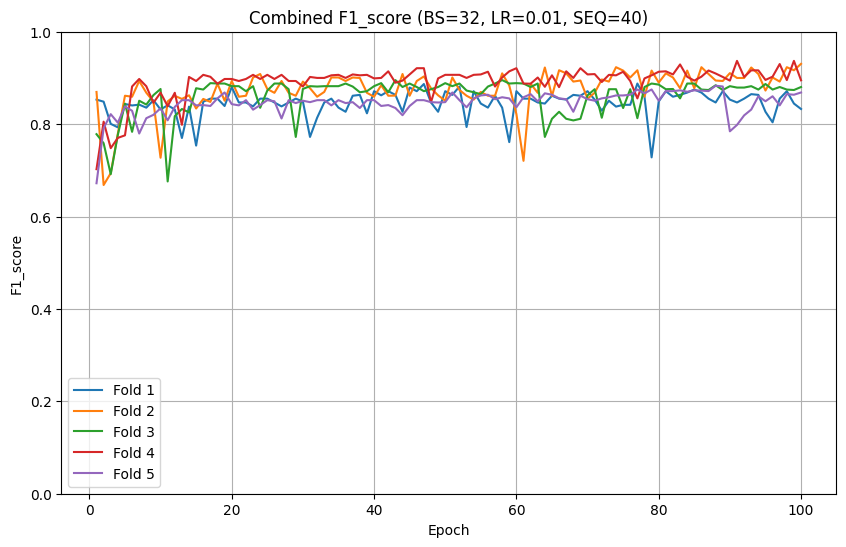 Combined F1_score (BS=32, LR=0.01, SEQ=40)
1.0
0.8
0.6
0.4
0.2
0.0
F1_score
Fold 1
Fold 2
Fold 3
Fold 4
Fold 5
0 20 40 60 80 100
Epoch